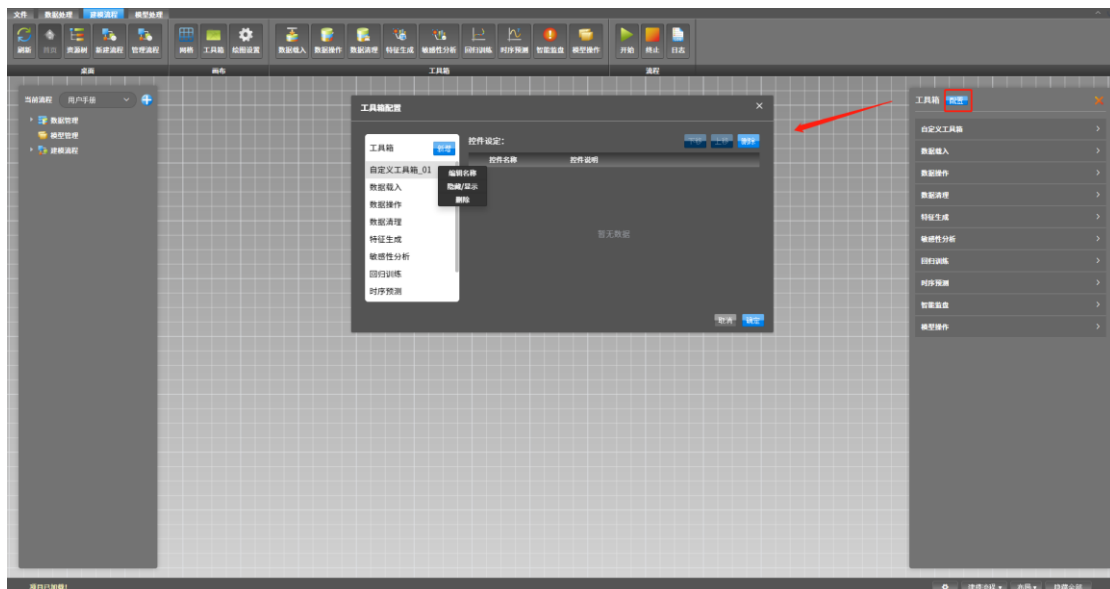 文件 数据处理 建模流程 模型处理
刷新 资源树 新建流程 管理流程 网格 工具箱 绘图设置 数据载入 数据操作 数据清理 特征生成 敏感性分析 回归训练 时序预测 智能监盘 模型操作 开始 终止 日志
桌面 画布 工具箱 流程
当前流程 用户手册
数据管理
模型管理
建模流程
工具箱配置
工具箱 新增
自定义工具箱_01
数据载入
数据操作
数据清理
特征生成
敏感性分析
回归训练
时序预测
编辑名称
隐藏/显示
删除
控件设定: 下移 上移 删除
控件名称 控件说明
暂无数据
取消 确定
工具箱 配置
自定义工具箱
数据载入
数据操作
数据清理
特征生成
敏感性分析
回归训练
时序预测
智能监盘
模型操作
项目已加载!
建模流程 布局 隐藏全部